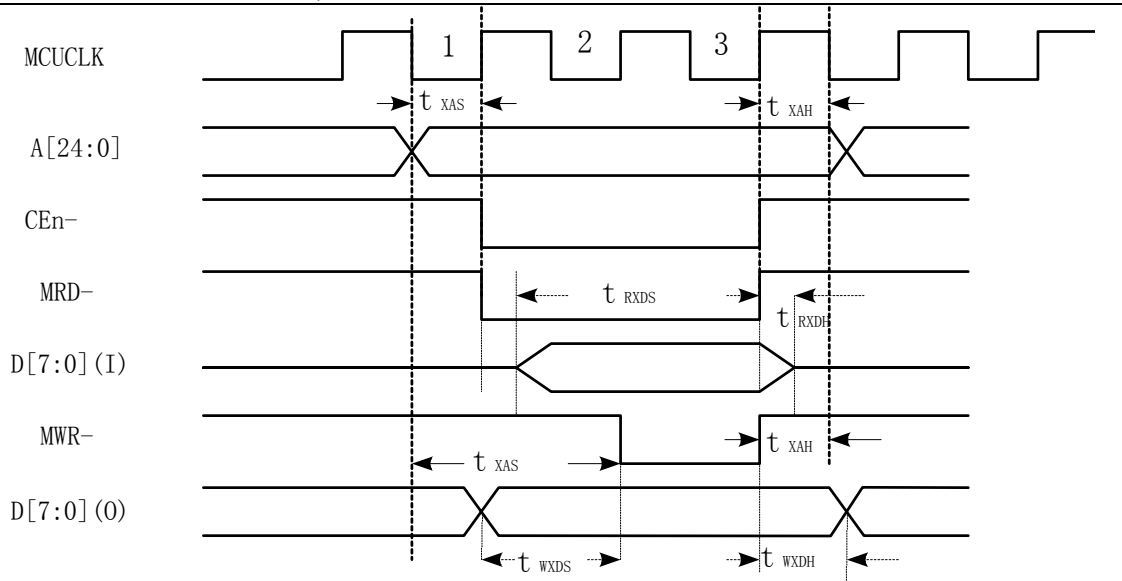 MCUCLK 1 2 3
t XAS t XAH
A[24:0]
CEn-
MRD- t RXDS
t RXDH
D[7:0](I)
MWR- t XAH
t XAS
D[7:0](O)
t WXDS t WXDH